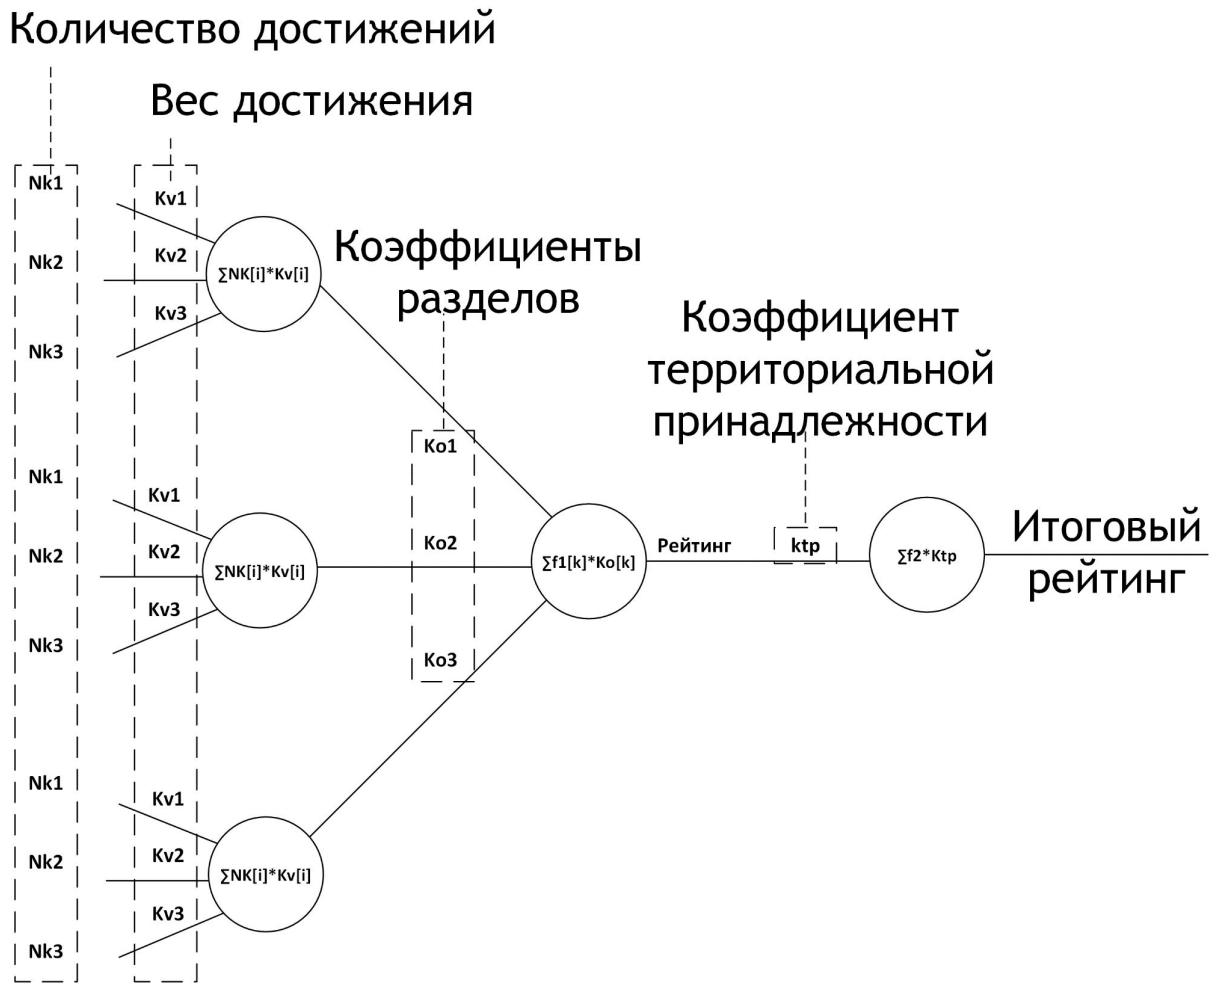 Количество достижений
Вес достижения
Nk1
Kv1
Nk2
Kv2
∑NK[i]*Kv[i]
Kv3
Nk3
Коэффициенты
разделов
Коэффициент
территориальной
принадлежности
Ko1
Ko2
Ko3
Nk1
Kv1
Nk2
Kv2
∑NK[i]*Kv[i]
Kv3
Nk3
∑f1[k]*Ko[k]
Рейтинг
ktp
∑f2*Ktp
Итоговый
рейтинг
Nk1
Kv1
Nk2
Kv2
∑NK[i]*Kv[i]
Kv3
Nk3